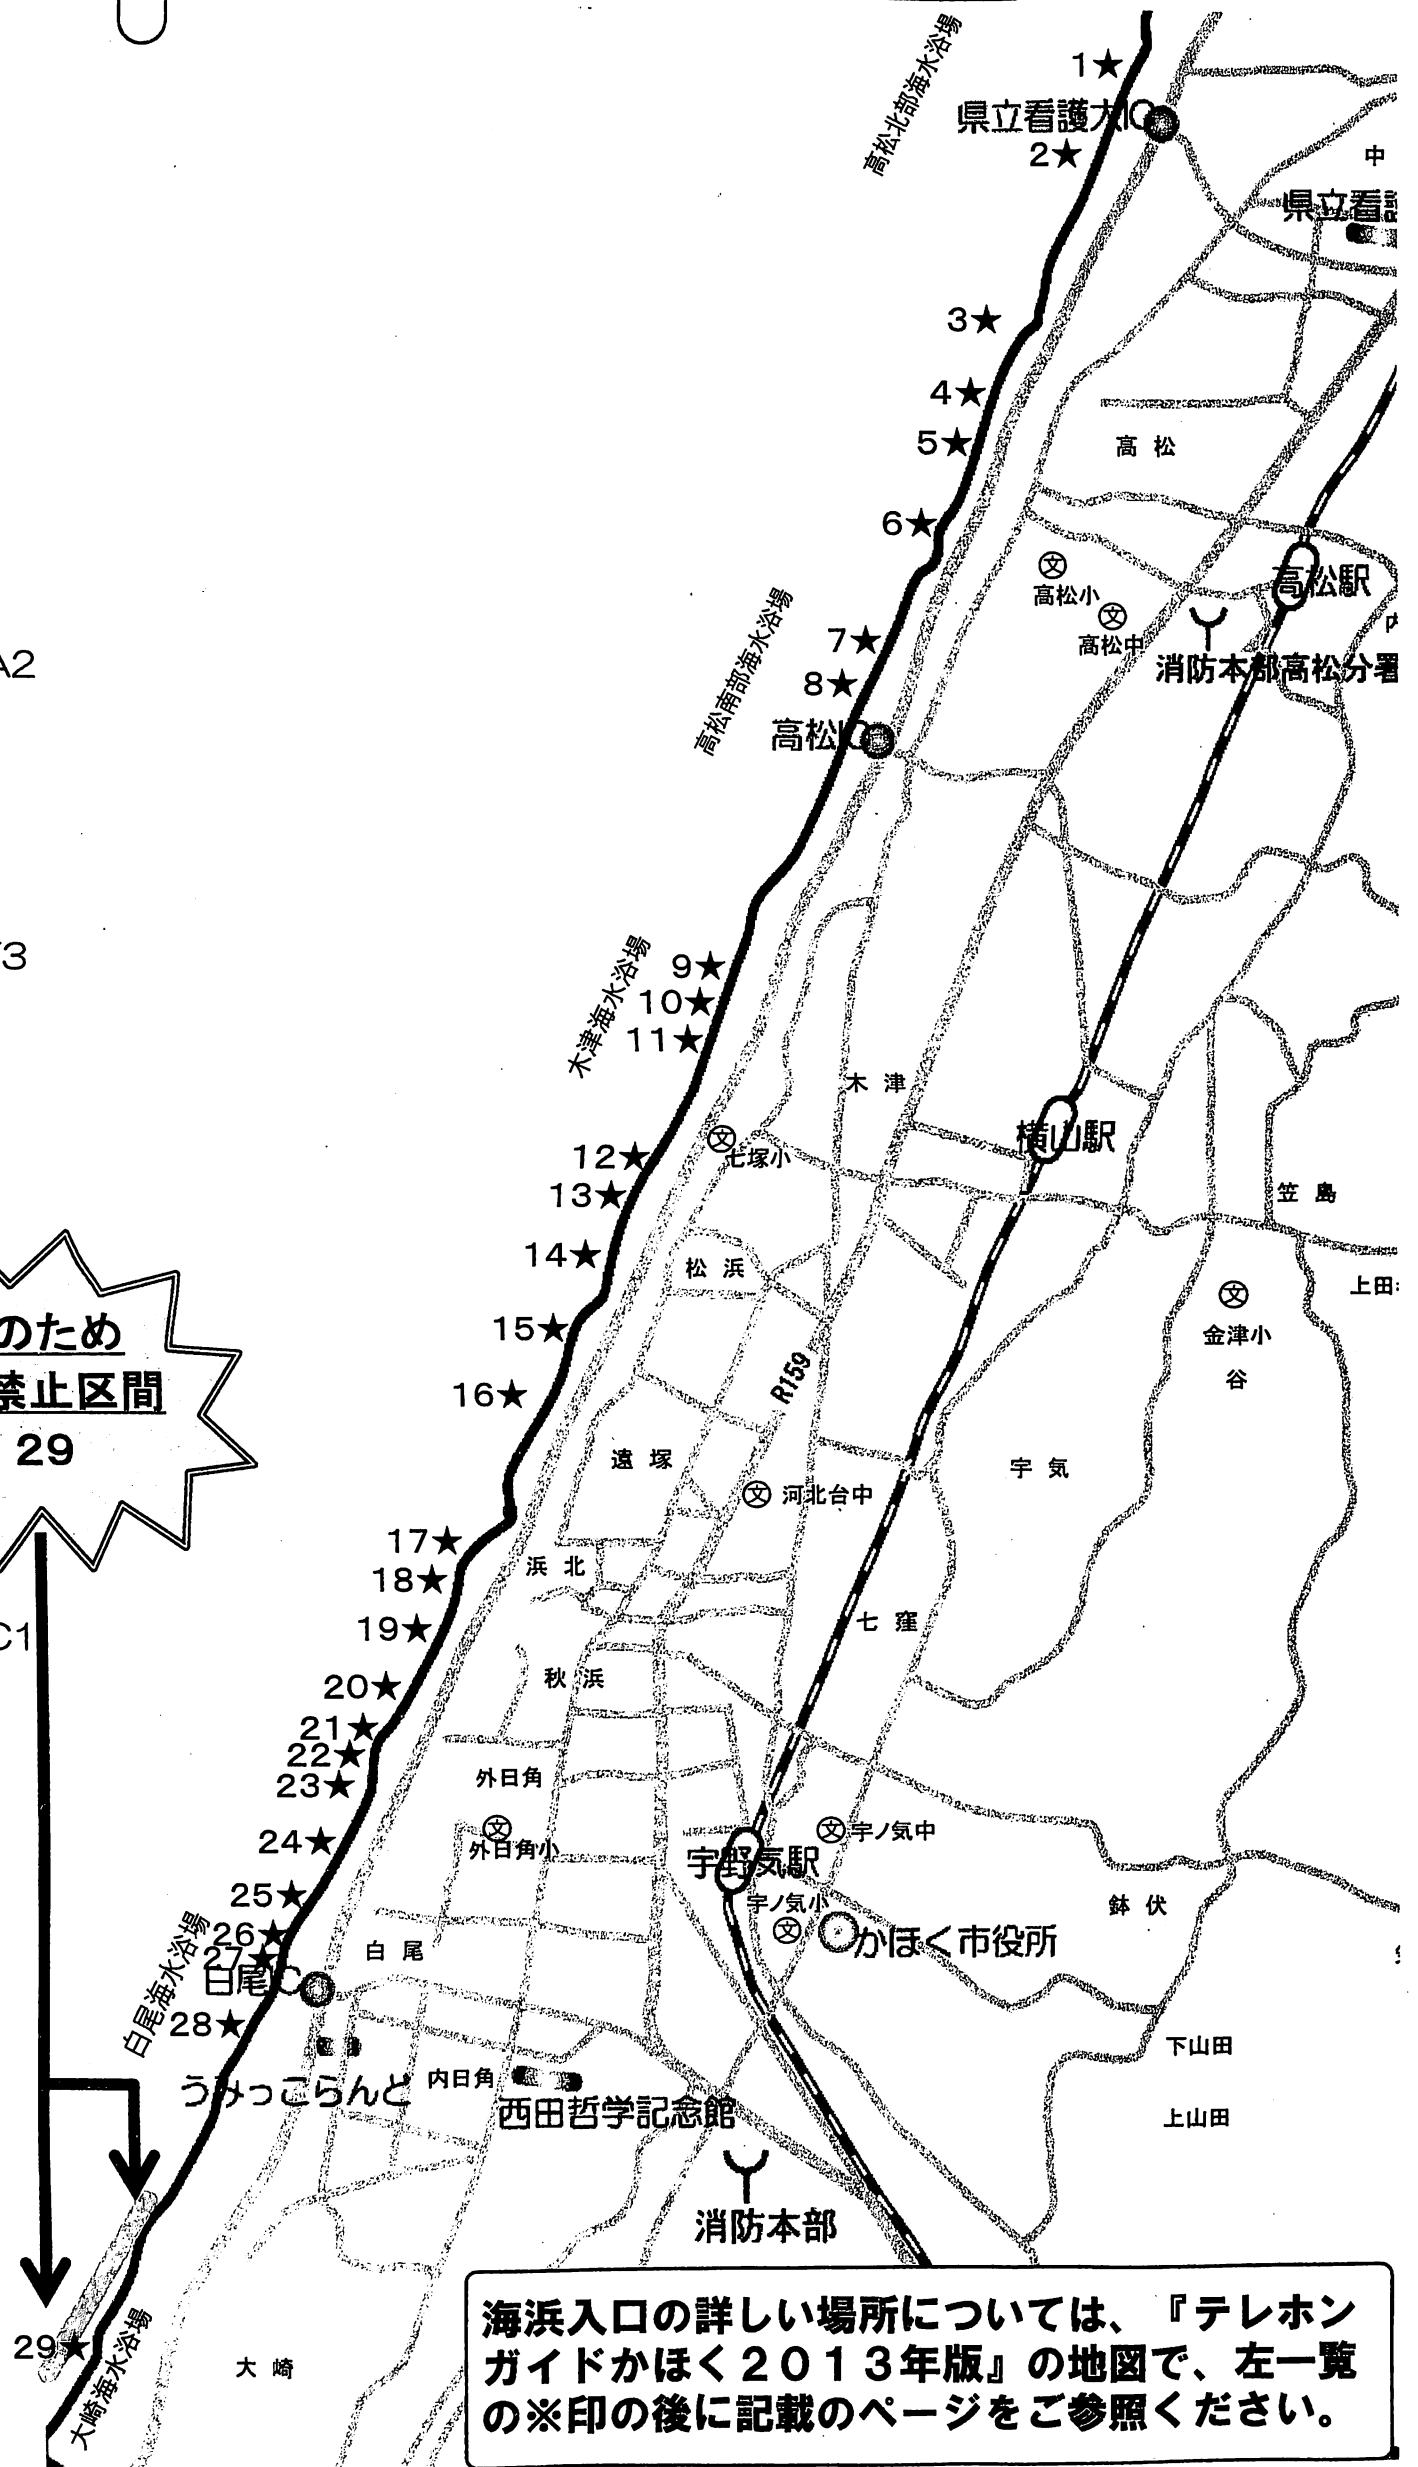 高松北部海水浴場
1★
県立看護大IC
2★
中
県立看護
3★
4★
5★
高松
6★
文
高松小
文
高松中
高松駅
内
消防本部高松分署
高松南部海水浴場
7★
8★
高松IC
A2
3
木津海水浴場
9★
10★
11★
木津
文
七塚小
横山駅
12★
13★
笠島
14★
松浜
上田
文
金津小
谷
15★
R159
16★
のため
禁止区間
29
遠塚
文 河北台中
宇気
17★
18★
浜北
19★
七窪
C1
20★
秋浜
21★
22★
23★
外日角
24★
文
外日角小
宇野気駅
文 宇ノ気中
25★
26★
27★
宇ノ気小
文
かほく市役所
鉢伏
白尾海水浴場
白尾
白尾IC
28★
下山田
うみっこらんど
内日角
西田哲学記念館
上山田
消防本部
29★
大崎海水浴場
大崎
海浜入口の詳しい場所については、『テレホン
ガイドかほく2013年版』の地図で、左一覧
の※印の後に記載のページをご参照ください。